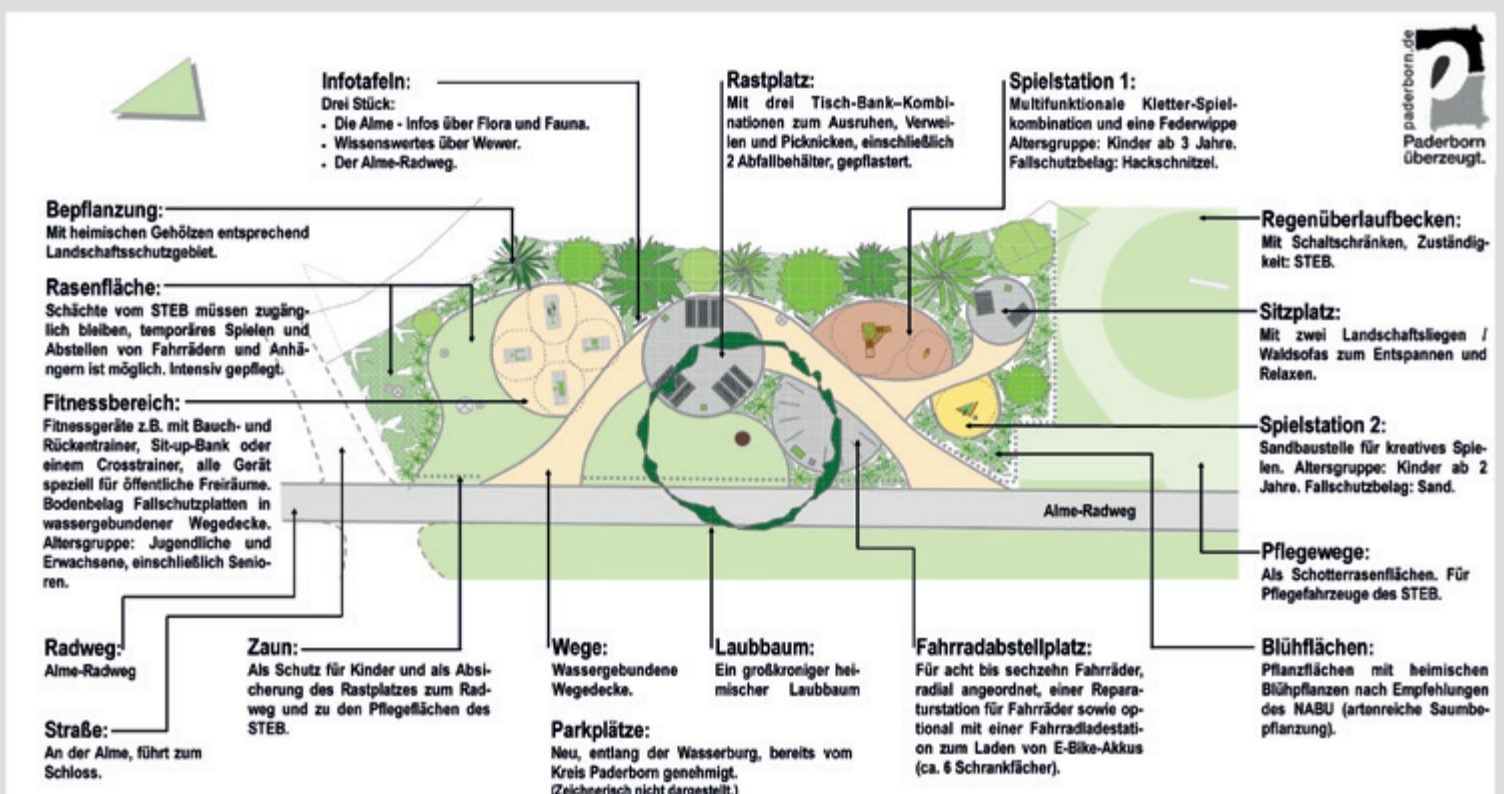 Infotafeln:
Drei Stück:
• Die Alme - Infos über Flora und Fauna.
• Wissenswertes über Wewer.
• Der Alme-Radweg.
Rastplatz:
Mit drei Tisch-Bank–Kombi-
nationen zum Ausruhen, Verwei-
len und Picknicken, einschließlich
2 Abfallbehälter, gepflastert.
Spielstation 1:
Multifunktionale Kletter-Spiel-
kombination und eine Federwippe
Altersgruppe: Kinder ab 3 Jahre.
Fallschutzbelag: Hackschnitzel.
paderborn.de
Paderborn
überzeugt.
Bepflanzung:
Mit heimischen Gehölzen entsprechend
Landschaftsschutzgebiet.
Rasenfläche:
Schächte vom STEB müssen zugäng-
lich bleiben, temporäres Spielen und
Abstellen von Fahrrädern und Anhä-
ngern ist möglich. Intensiv gepflegt.
Fitnessbereich:
Fitnessgeräte z.B. mit Bauch- und
Rückentrainer, Sit-up-Bank oder
einem Crosstrainer, alle Gerät
speziell für öffentliche Freiräume.
Bodenbelag Fallschutzplatten in
wassergebundener Wegedecke.
Altersgruppe: Jugendliche und
Erwachsene, einschließlich Senio-
ren.
Regenüberlaufbecken:
Mit Schaltschränken, Zuständig-
keit: STEB.
Sitzplatz:
Mit zwei Landschaftsliegen /
Waldsofas zum Entspannen und
Relaxen.
Spielstation 2:
Sandbaustelle für kreatives Spie-
len. Altersgruppe: Kinder ab 2
Jahre. Fallschutzbelag: Sand.
Alme-Radweg
Pflegewege:
Als Schotterrasenflächen. Für
Pflegefahrzeuge des STEB.
Radweg:
Alme-Radweg
Straße:
An der Alme, führt zum
Schloss.
Zaun:
Als Schutz für Kinder und als Absi-
cherung des Rastplatzes zum Rad-
weg und zu den Pflegeflächen des
STEB.
Wege:
Wassergebundene
Wegedecke.
Parkplätze:
Neu, entlang der Wasserburg, bereits vom
Kreis Paderborn genehmigt.
(Zeichnerisch nicht dargestellt.)
Laubbaum:
Ein großkroniger hei-
mischer Laubbaum
Fahrradabstellplatz:
Für acht bis sechzehn Fahrräder,
radial angeordnet, einer Repara-
turstation für Fahrräder sowie op-
tional mit einer Fahrradladestati-
on zum Laden von E-Bike-Akkus
(ca. 6 Schrankfächer).
Blühflächen:
Pflanzflächen mit heimischen
Blühpflanzen nach Empfehlungen
des NABU (artenreiche Saumbe-
pflanzung).